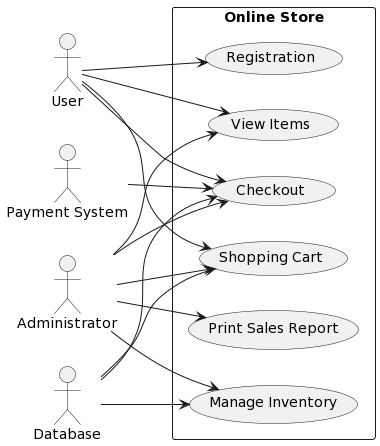 Online Store
Registration
User
View Items
Payment System
Checkout
Shopping Cart
Administrator
Print Sales Report
Manage Inventory
Database